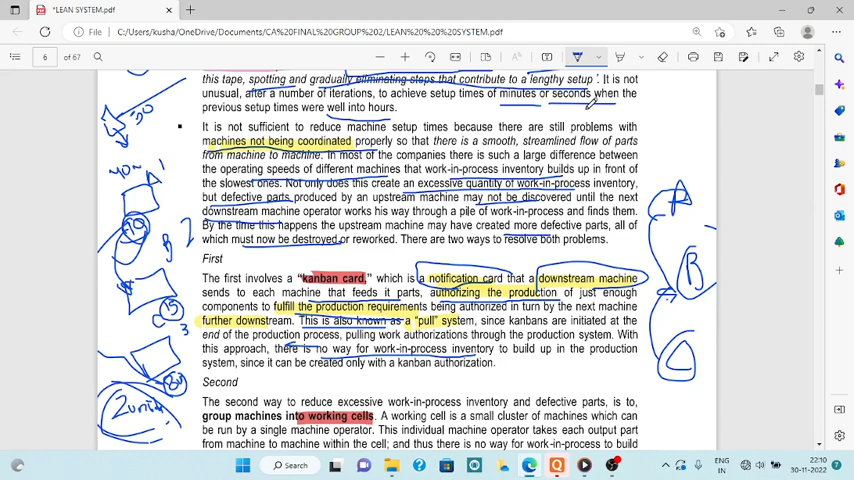 *LEAN SYSTEM.pdf
C:/Users/kusha/OneDrive/Documents/CA%20FINAL%20GROUP%202/LEAN%20%20SYSTEM.pdf
6 of 67
this tape, spotting and gradually eliminating steps that contribute to a lengthy setup'. It is not
unusual, after a number of iterations, to achieve setup times of minutes or seconds when the
previous setup times were well into hours.
▪ It is not sufficient to reduce machine setup times because there are still problems with
machines not being coordinated properly so that there is a smooth, streamlined flow of parts
from machine to machine. In most of the companies there is such a large difference between
the operating speeds of different machines that work-in-process inventory builds up in front of
the slowest ones. Not only does this create an excessive quantity of work-in-process inventory,
but defective parts produced by an upstream machine may not be discovered until the next
downstream machine operator works his way through a pile of work-in-process and finds them.
By the time this happens the upstream machine may have created more defective parts, all of
which must now be destroyed or reworked. There are two ways to resolve both problems.
First
The first involves a "kanban card," which is a notification card that a downstream machine
sends to each machine that feeds it parts, authorizing the production of just enough
components to fulfill the production requirements being authorized in turn by the next machine
further downstream. This is also known as a "pull" system, since kanbans are initiated at the
end of the production process, pulling work authorizations through the production system. With
this approach, there is no way for work-in-process inventory to build up in the production
system, since it can be created only with a kanban authorization.
Second
The second way to reduce excessive work-in-process inventory and defective parts, is to,
group machines into working cells. A working cell is a small cluster of machines which can
be run by a single machine operator. This individual machine operator takes each output part
from machine to machine within the cell; and thus there is no way for work-in-process to build
A
B
C
Search
ENG
IN
22:10
30-11-2022